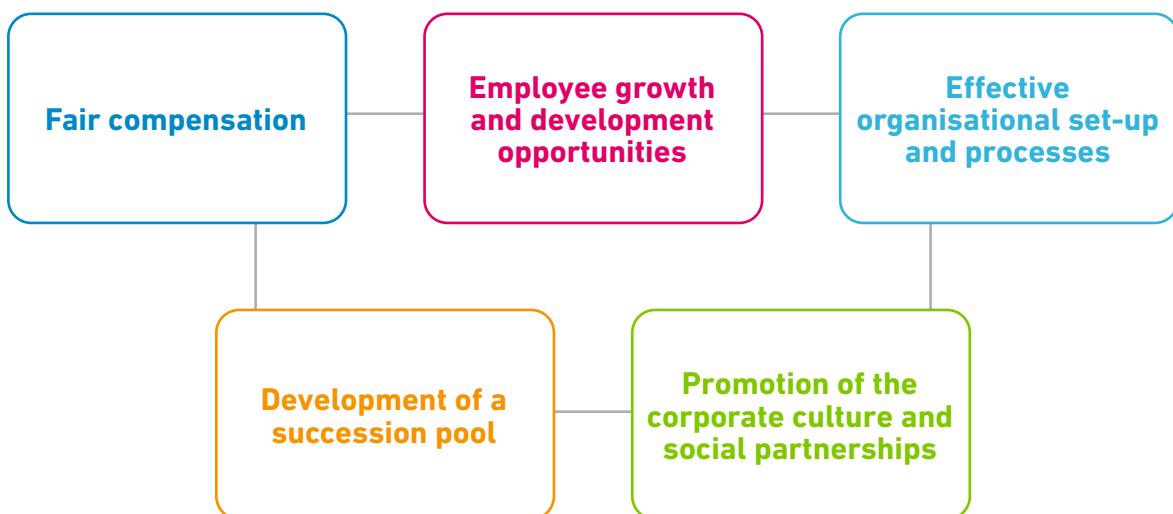 Fair compensation
Employee growth
and development
opportunities
Effective
organisational set-up
and processes
Development of a
succession pool
Promotion of the
corporate culture and
social partnerships